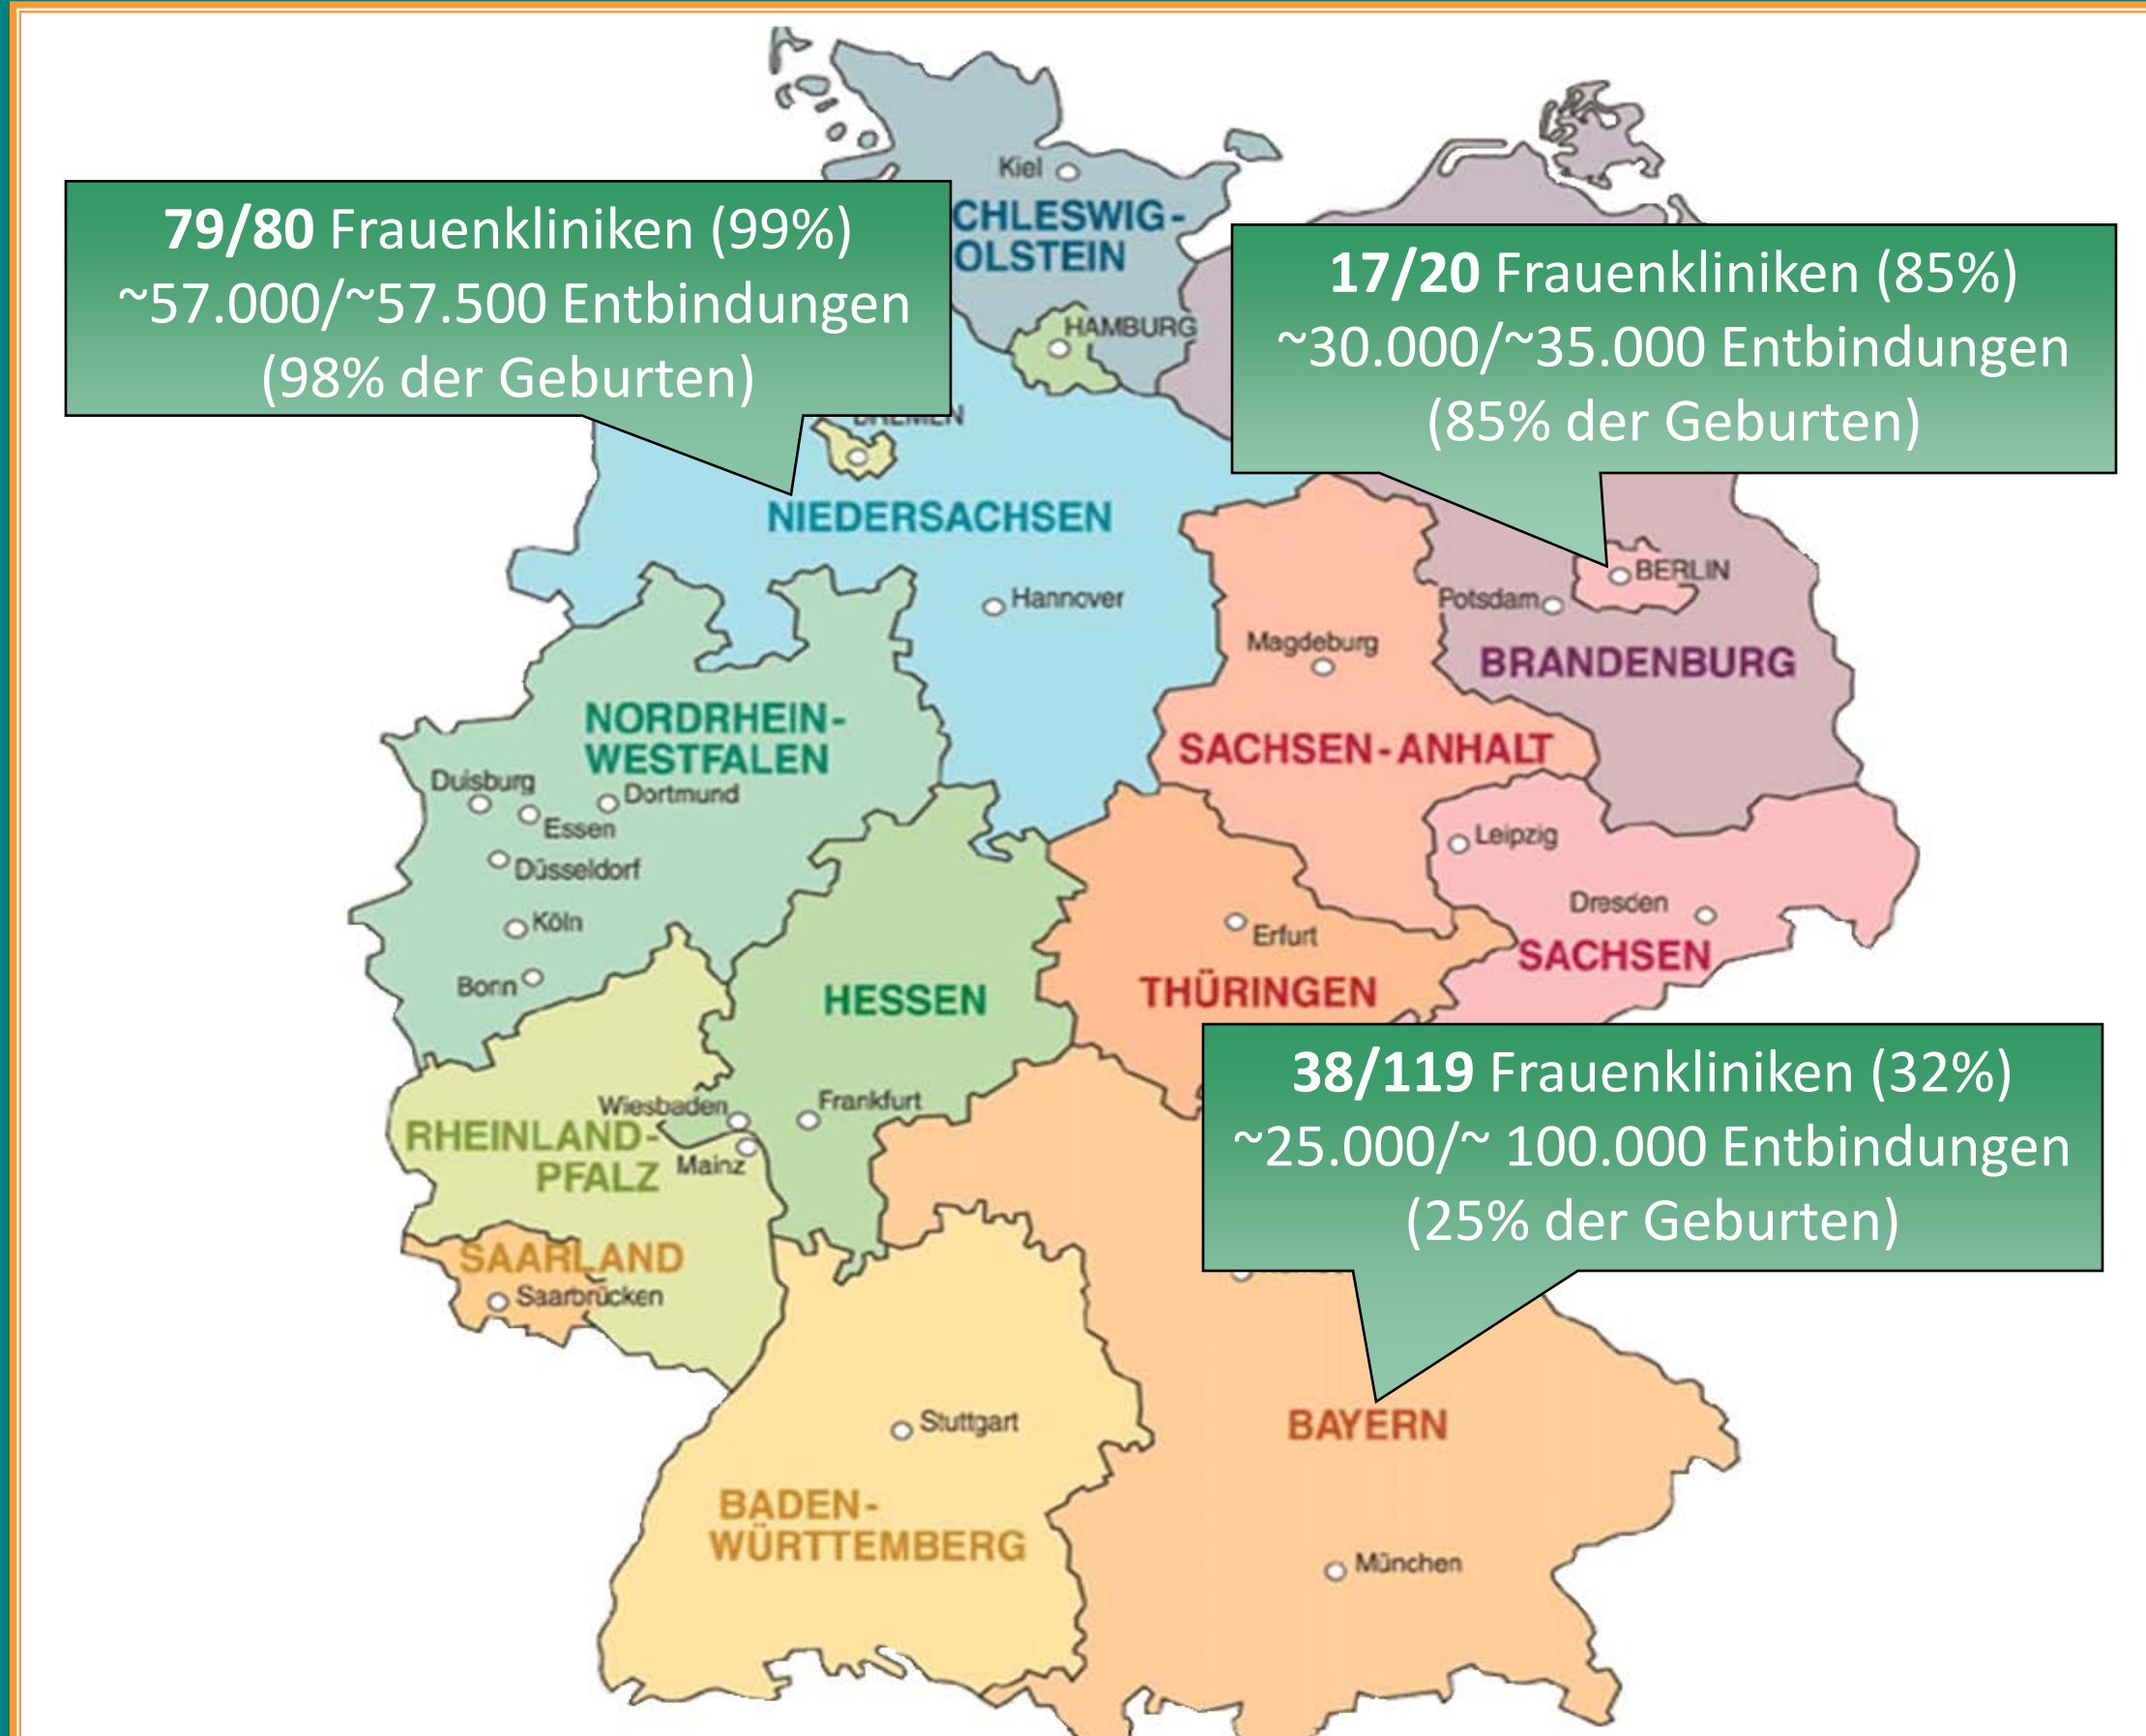 Kiel
CHLESWIG-
OLSTEIN
79/80 Frauenkliniken (99%)
~57.000/~57.500 Entbindungen
(98% der Geburten)
17/20 Frauenkliniken (85%)
~30.000/~35.000 Entbindungen
(85% der Geburten)
HAMBURG
BREMEN
NIEDERSACHSEN
Hannover
BERLIN
Potsdam
Magdeburg
BRANDENBURG
NORDRHEIN-
WESTFALEN
SACHSEN-ANHALT
Duisburg
Dortmund
Essen
Düsseldorf
Leipzig
Köln
Dresden
Erfurt
SACHSEN
Bonn
HESSEN
THÜRINGEN
38/119 Frauenkliniken (32%)
~25.000/~ 100.000 Entbindungen
(25% der Geburten)
Wiesbaden
Frankfurt
RHEINLAND-
PFALZ
Mainz
SAARLAND
Saarbrücken
Stuttgart
BAYERN
BADEN-
WÜRTTEMBERG
München